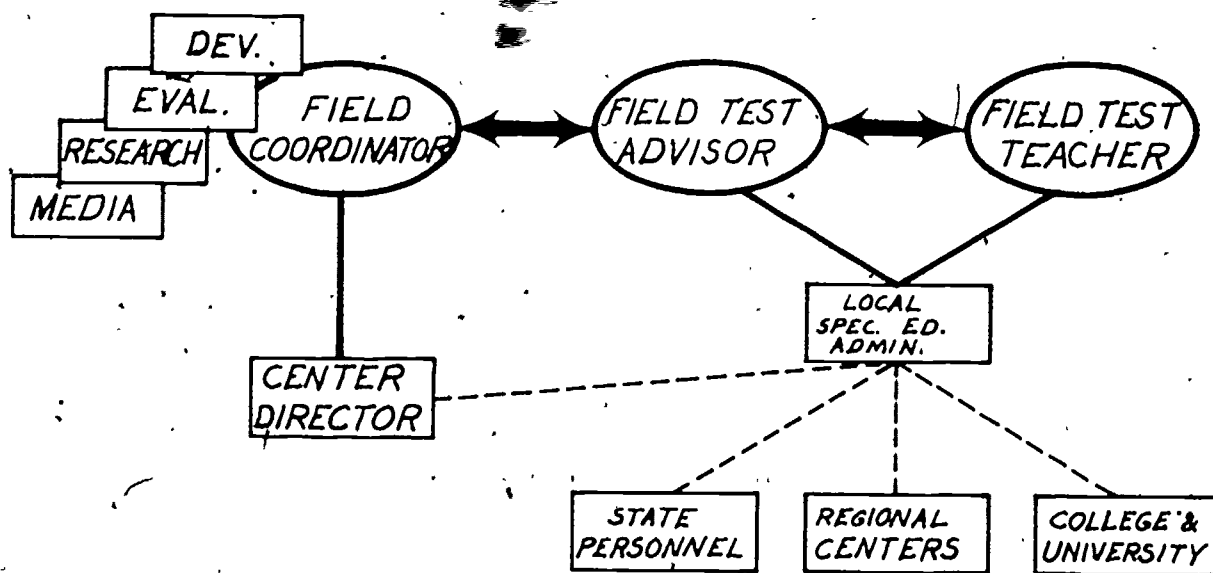 DEV.
EVAL.
RESEARCH
MEDIA
FIELD
COORDINATOR
FIELD TEST
ADVISOR
FIELD TEST
TEACHER
LOCAL
SPEC. ED.
ADMIN.
CENTER
DIRECTOR
STATE
PERSONNEL
REGIONAL
CENTERS
COLLEGE &
UNIVERSITY